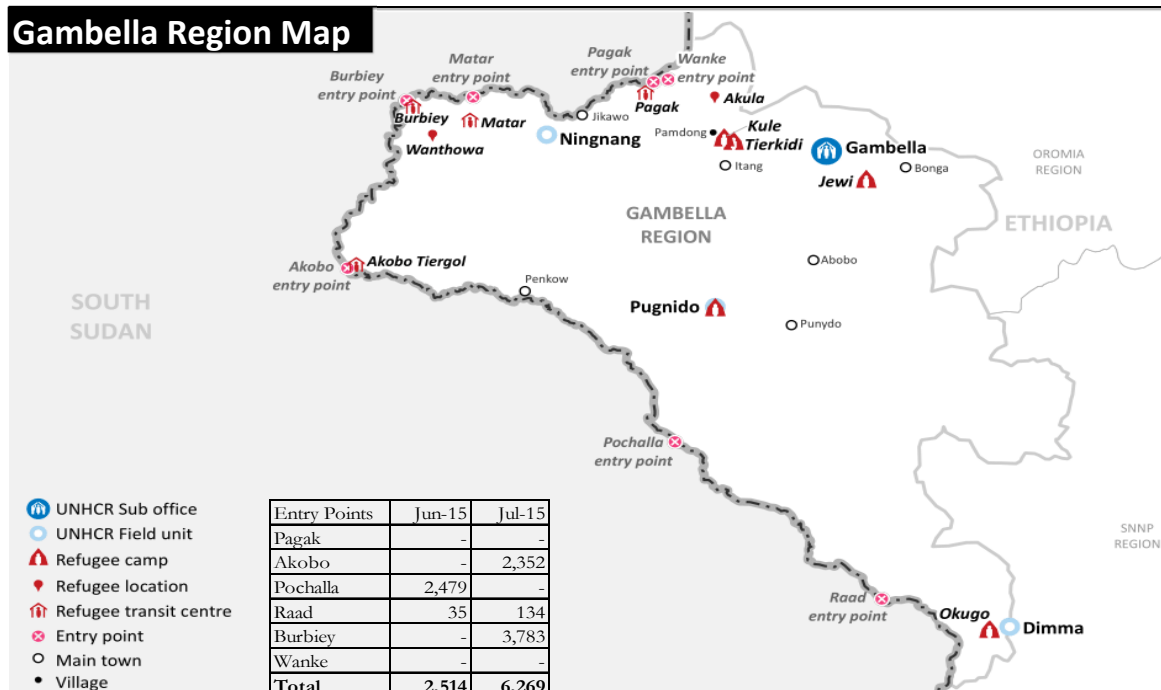 Gambella Region Map
Pagak
entry point
Wanke
entry point
Matar
entry point
Burbiey
entry point
Akula
Pagak
Jikawo
Burbiey
Matar
Kule
Pamdong
Tierkidi
Wanthowa
Ningnang
Gambella
Itang
Bonga
Jewi
OROMIA
REGION
GAMBELLA
REGION
ETHIOPIA
Akobo Tiergol
Akobo
entry point
Abobo
Penkow
SOUTH
SUDAN
Pugnido
Punydo
Pochalla
entry point
SNNP
REGION
Raad
entry point
Okugo
Dimma
UNHCR Sub office
UNHCR Field unit
Refugee camp
Refugee location
Refugee transit centre
Entry point
Main town
Village
Entry Points Jun-15 Jul-15
Pagak - -
Akobo - 2,352
Pochalla 2,479 -
Raad 35 134
Burbiey - 3,783
Wanke - -
Total 2,514 6,269